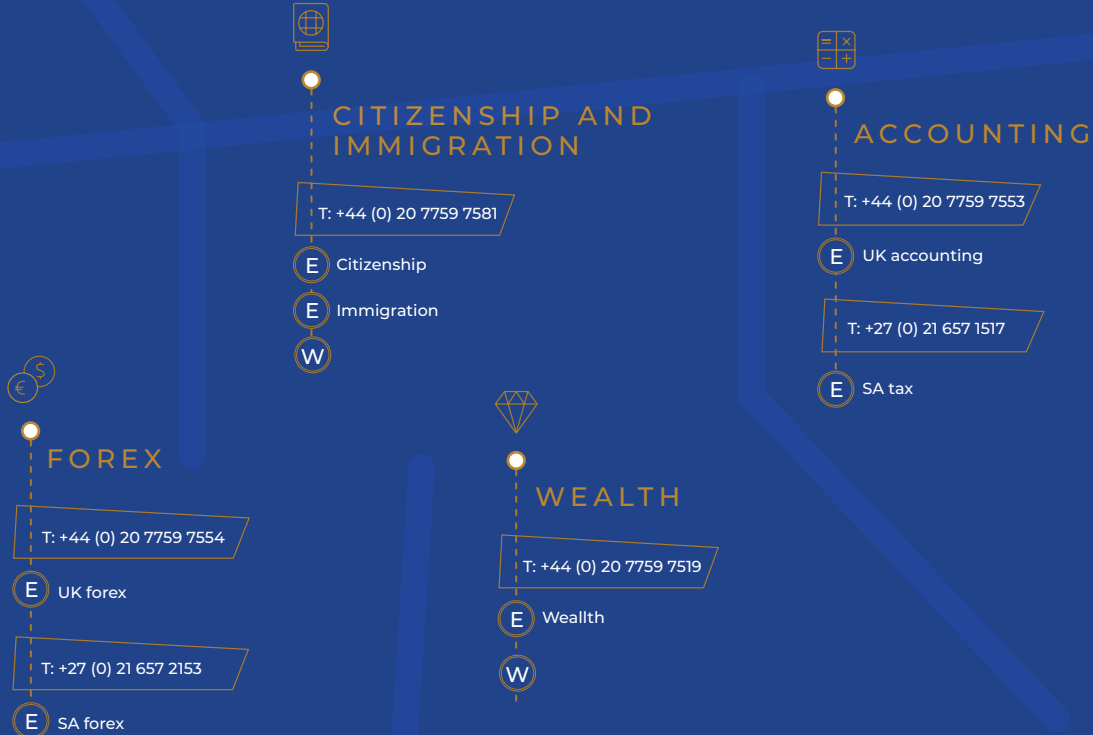 CITIZENSHIP AND
IMMIGRATION
T: +44 (0) 20 7759 7581
E Citizenship
E Immigration
W
ACCOUNTING
T: +44 (0) 20 7759 7553
E UK accounting
T: +27 (0) 21 657 1517
E SA tax
FOREX
T: +44 (0) 20 7759 7554
E UK forex
T: +27 (0) 21 657 2153
E SA forex
WEALTH
T: +44 (0) 20 7759 7519
E Weallth
W